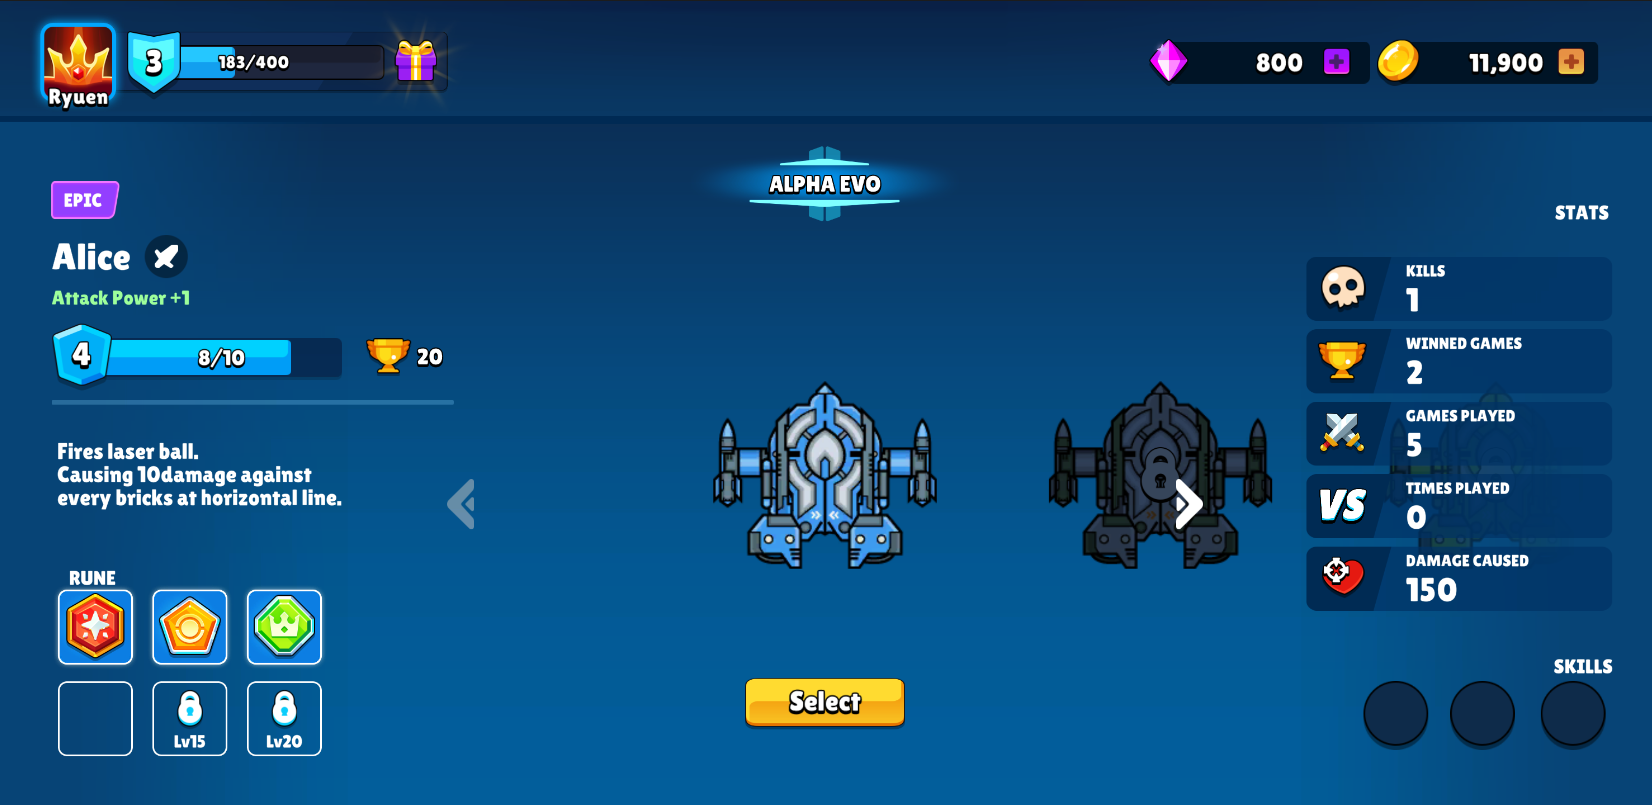 3
183/400
Ryuen
800
11,900
ALPHA EVO
EPIC
Alice
Attack Power +1
4
8/10
20
Fires laser ball.
Causing 10damage against
every bricks at horizontal line.
RUNE
Lv15
Lv20
Select
STATS
KILLS
1
WINNED GAMES
2
GAMES PLAYED
5
VS
TIMES PLAYED
0
DAMAGE CAUSED
150
SKILLS